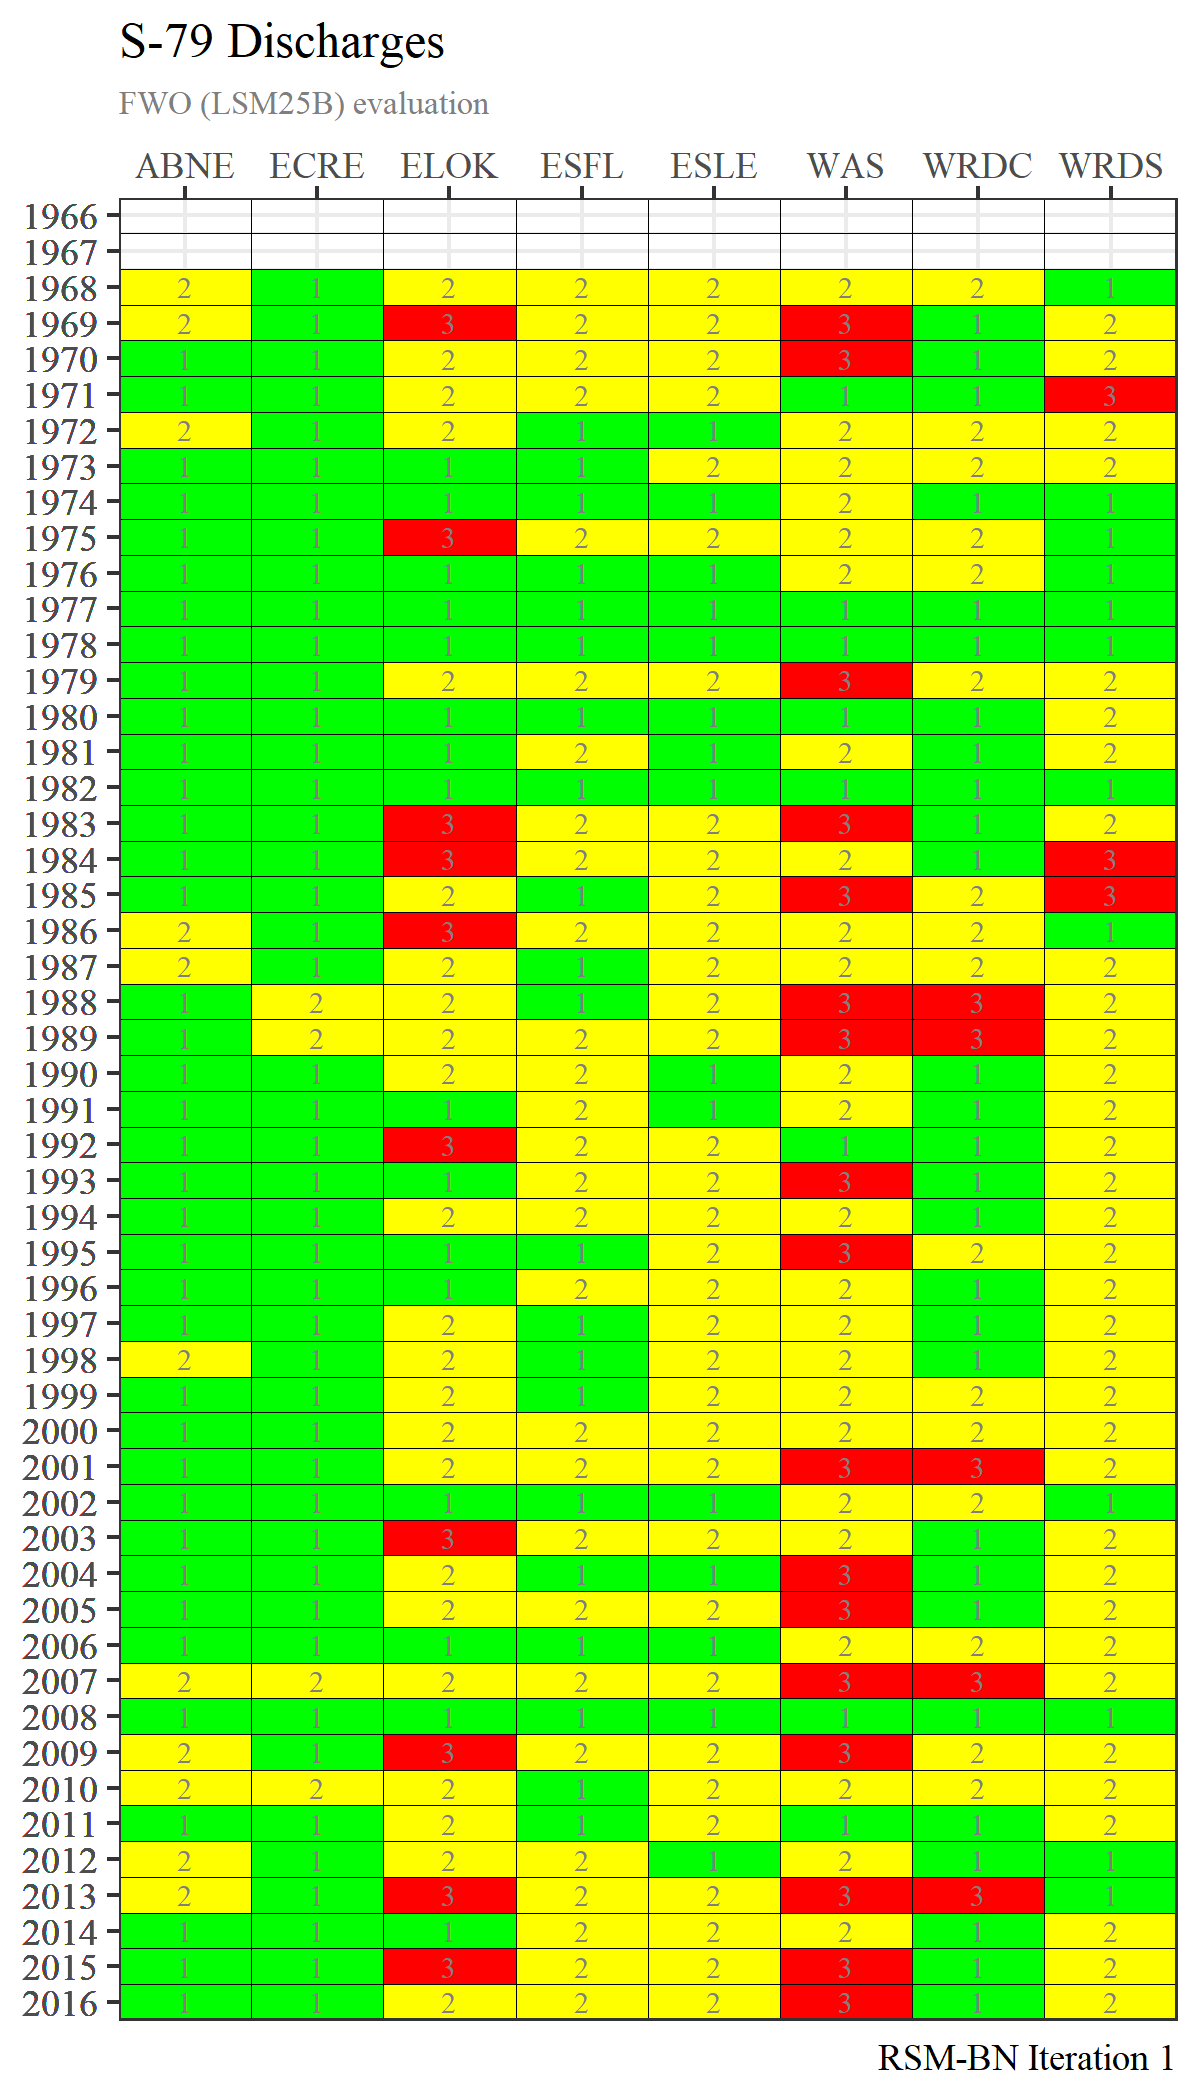 S-79 Discharges
FWO (LSM25B) evaluation
ABNE ECRE ELOK ESFL ESLE WAS WRDC WRDS
1966
1967
1968 2 1 2 2 2 2 2 1
1969 2 1 3 2 2 3 1 2
1970 1 1 2 2 2 3 1 2
1971 1 1 2 2 2 1 1 3
1972 2 1 2 1 1 2 2 2
1973 1 1 1 1 2 2 2 2
1974 1 1 1 1 1 2 1 1
1975 1 1 3 2 2 2 2 1
1976 1 1 1 1 1 2 2 1
1977 1 1 1 1 1 1 1 1
1978 1 1 1 1 1 1 1 1
1979 1 1 2 2 2 3 2 2
1980 1 1 1 1 1 1 1 2
1981 1 1 1 2 1 2 1 2
1982 1 1 1 1 1 1 1 1
1983 1 1 3 2 2 3 1 2
1984 1 1 3 2 2 2 1 3
1985 1 1 2 1 2 3 2 3
1986 2 1 3 2 2 2 2 1
1987 2 1 2 1 2 2 2 2
1988 1 2 2 1 2 3 3 2
1989 1 2 2 2 2 3 3 2
1990 1 1 2 2 1 2 1 2
1991 1 1 1 2 1 2 1 2
1992 1 1 3 2 2 1 1 2
1993 1 1 1 2 2 3 1 2
1994 1 1 2 2 2 2 1 2
1995 1 1 1 1 2 3 2 2
1996 1 1 1 2 2 2 1 2
1997 1 1 2 1 2 2 1 2
1998 2 1 2 1 2 2 1 2
1999 1 1 2 1 2 2 2 2
2000 1 1 2 2 2 2 2 2
2001 1 1 2 2 2 3 3 2
2002 1 1 1 1 1 2 2 1
2003 1 1 3 2 2 2 1 2
2004 1 1 2 1 1 3 1 2
2005 1 1 2 2 2 3 1 2
2006 1 1 1 1 1 2 2 2
2007 2 2 2 2 2 3 3 2
2008 1 1 1 1 1 1 1 1
2009 2 1 3 2 2 3 2 2
2010 2 2 2 1 2 2 2 2
2011 1 1 2 1 2 1 1 2
2012 2 1 2 2 1 2 1 1
2013 2 1 3 2 2 3 3 1
2014 1 1 1 2 2 2 1 2
2015 1 1 3 2 2 3 1 2
2016 1 1 2 2 2 3 1 2
RSM-BN Iteration 1